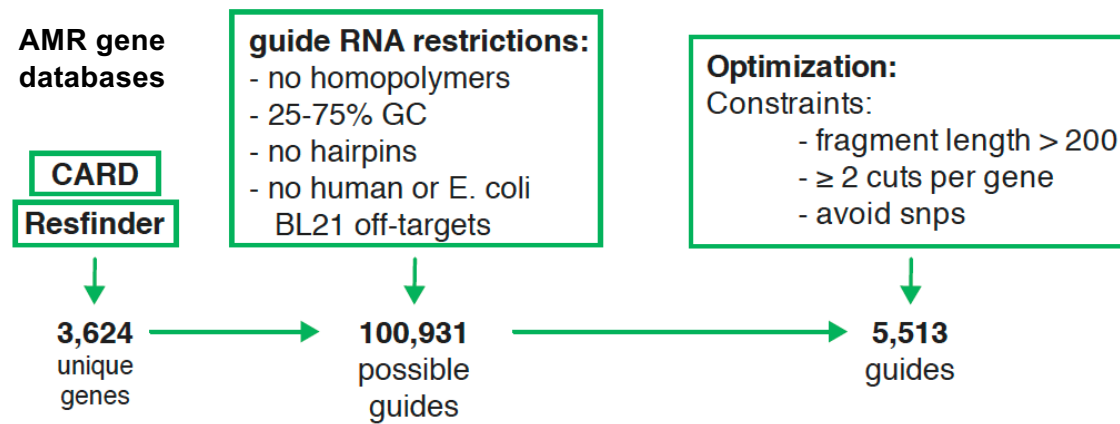 AMR gene
databases
CARD
Resfinder
guide RNA restrictions:
- no homopolymers
- 25-75% GC
- no hairpins
- no human or E. coli
BL21 off-targets
Optimization:
Constraints:
- fragment length > 200
- ≥ 2 cuts per gene
- avoid snps
3,624
unique
genes
100,931
possible
guides
5,513
guides